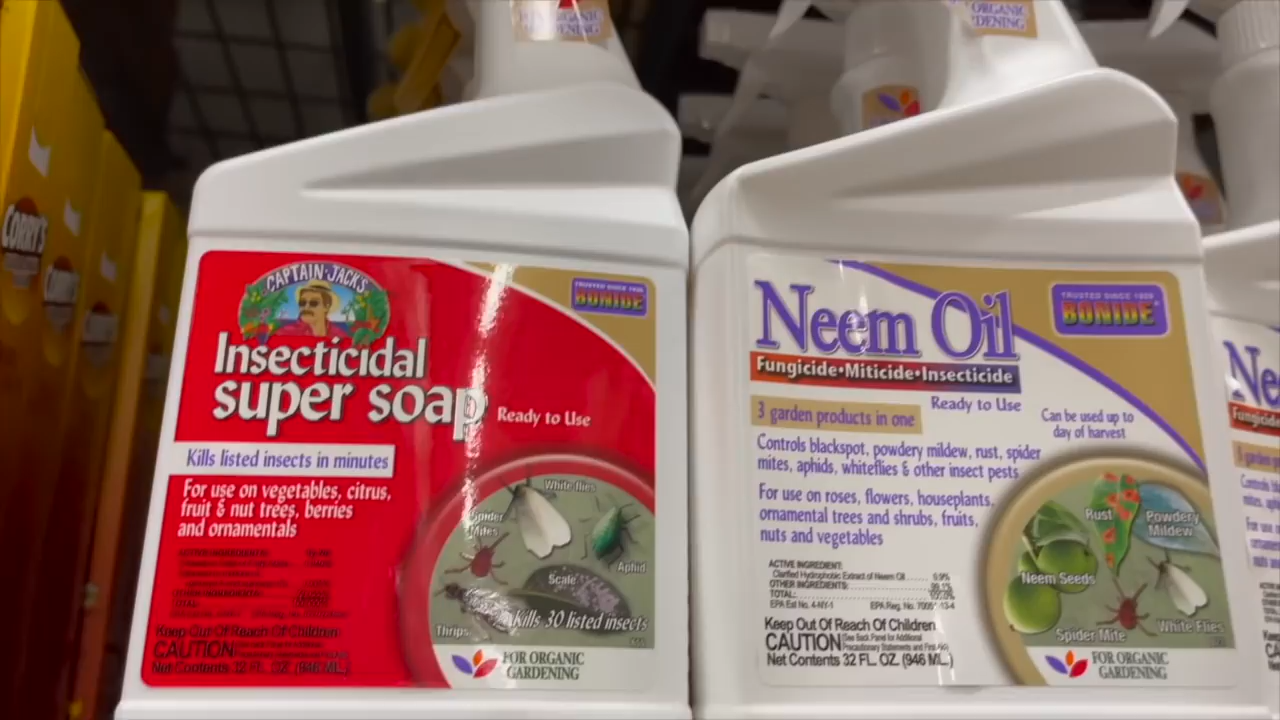 ORGANIC
GARDENING
ORGANIC
GARDENING
CORRY'S
CAPTAIN JACK'S
TRUSTED SINCE 1926
BONIDE
Insecticidal
super soap
Ready to Use
Kills listed insects in minutes
For use on vegetables, citrus,
fruit & nut trees, berries
and ornamentals
White flies
Spider
Mites
Aphid
Scale
Thrips
Kills 30 listed insects
Keep Out Of Reach Of Children
CAUTION
Net Contents 32 FL. OZ. (946 ML.)
FOR ORGANIC
GARDENING
Neem Oil
TRUSTED SINCE 1926
BONIDE
Fungicide•Miticide•Insecticide
Ready to Use
3 garden products in one
Can be used up to
day of harvest
Controls blackspot, powdery mildew, rust, spider
mites, aphids, whiteflies & other insect pests
For use on roses, flowers, houseplants,
ornamental trees and shrubs, fruits,
nuts and vegetables
Rust
Powdery
Mildew
Neem Seeds
Spider Mite
White Flies
ACTIVE INGREDIENT:
Clarified Hydrophobic Extract of Neem Oil ..... 0.9%
OTHER INGREDIENTS: ..... 99.1%
TOTAL: ..... 100.0%
EPA Est No. 4-NY-1
EPA Reg. No.
Keep Out Of Reach Of Children
CAUTION
See Back Panel for Additional
Precautionary Statements and First
Net Contents 32 FL. OZ. (946 ML.)
FOR ORGANIC
GARDENING
Ne